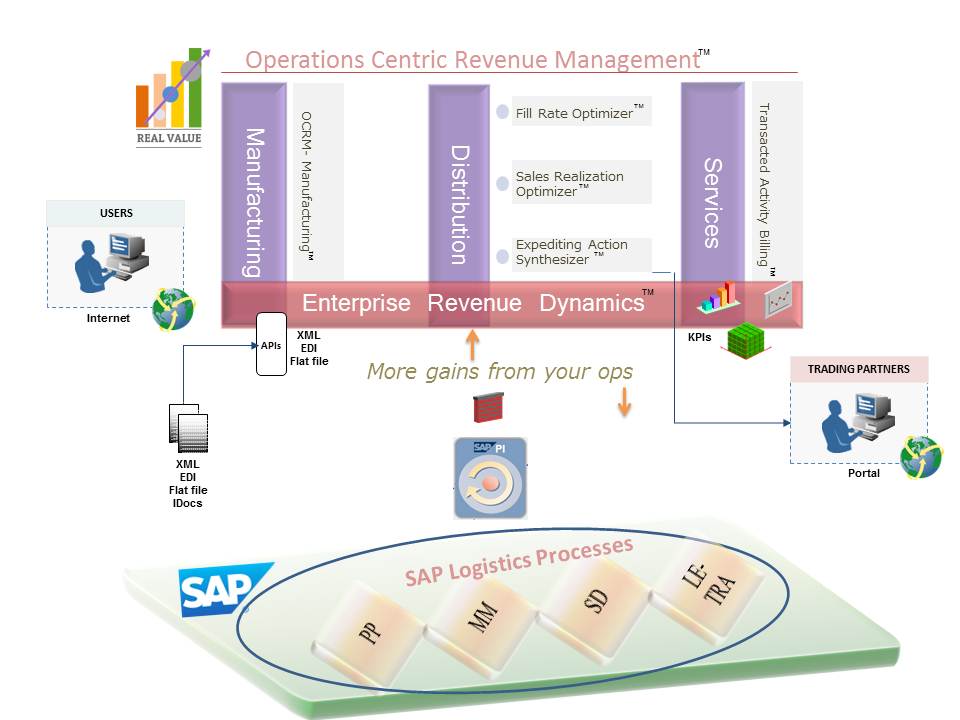 Operations Centric Revenue Management™
REAL VALUE
Manufacturing
OCRM- Manufacturing™
Distribution
Fill Rate Optimizer™
Sales Realization
Optimizer™
Expediting Action
Synthesizer ™
Services
Transacted Activity Billing™
USERS
Internet
Enterprise Revenue Dynamics™
APIs
XML
EDI
Flat file
KPIs
More gains from your ops
TRADING PARTNERS
Portal
XML
EDI
Flat file
IDocs
SAP PI
SAP
SAP Logistics Processes
PP
MM
SD
LE-
TRA